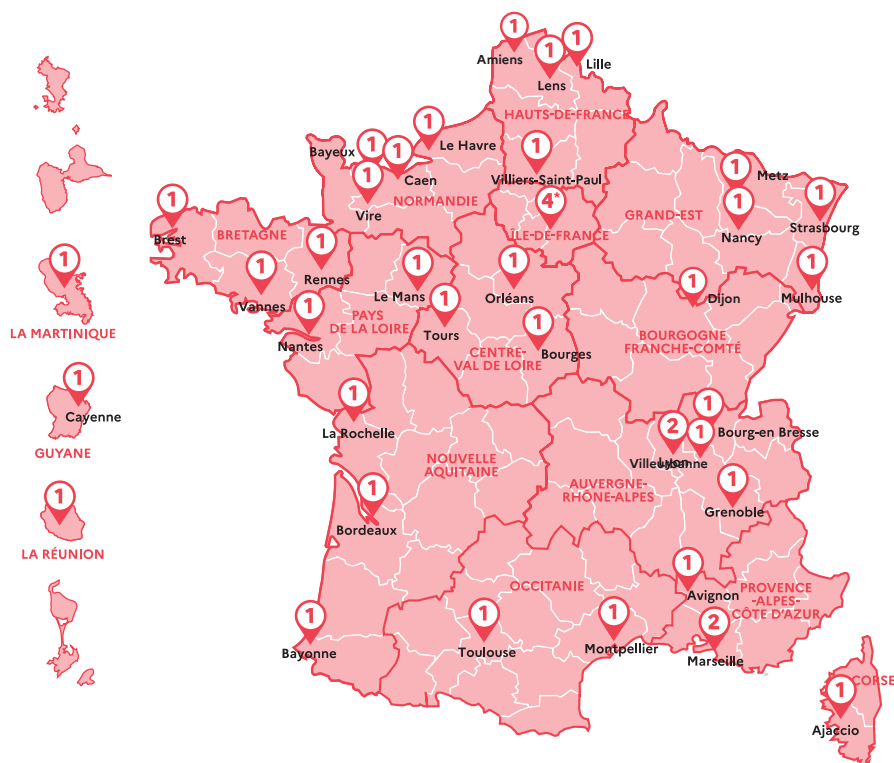 1
Amiens
1
Lens
1
Lille
HAUTS-DE-FRANCE
1
Le Havre
1
Bayeux
1
Caen
1
Vire
NORMANDIE
1
Villiers-Saint-Paul
4*
ÎLE-DE-FRANCE
1
Metz
GRAND-EST
1
Nancy
1
Strasbourg
1
Mulhouse
1
Brest
BRETAGNE
1
Rennes
1
Vannes
1
Le Mans
PAYS
DE LA LOIRE
1
Nantes
1
Orléans
1
Tours
1
Bourges
CENTRE-
VAL DE LOIRE
1
Dijon
BOURGOGNE
FRANCHE-COMTÉ
1
LA MARTINIQUE
1
Cayenne
GUYANE
1
LA RÉUNION
1
La Rochelle
NOUVELLE
AQUITAINE
1
Bordeaux
1
Bayonne
1
Bourg-en Bresse
2
Lyon
1
Villeurbanne
AUVERGNE-
RHÔNE-ALPES
1
Grenoble
OCCITANIE
1
Toulouse
1
Montpellier
1
Avignon
PROVENCE
-ALPES-
CÔTE D'AZUR
2
Marseille
CORSE
1
Ajaccio